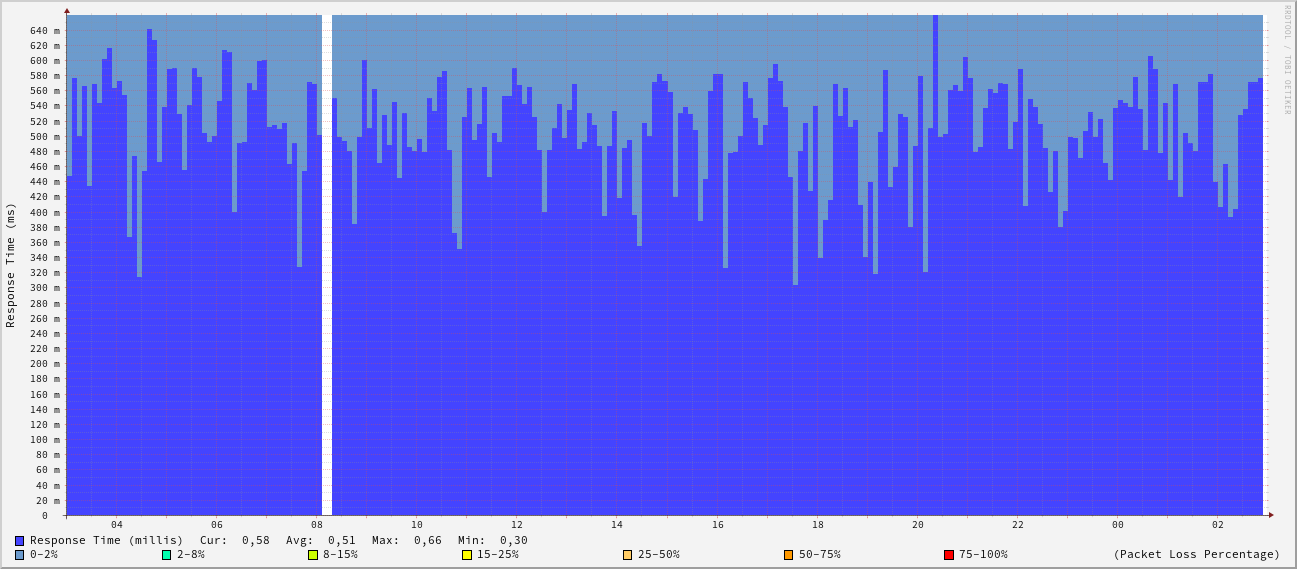 RRDTOOL / TOBI OETIKER
Response Time (ms)
640 m
620 m
600 m
580 m
560 m
540 m
520 m
500 m
480 m
460 m
440 m
420 m
400 m
380 m
360 m
340 m
320 m
300 m
280 m
260 m
240 m
220 m
200 m
180 m
160 m
140 m
120 m
100 m
80 m
60 m
40 m
20 m
0
04 06 08 10 12 14 16 18 20 22 00 02
Response Time (millis) Cur: 0,58 Avg: 0,51 Max: 0,66 Min: 0,30
0-2% 2-8% 8-15% 15-25% 25-50% 50-75% 75-100% (Packet Loss Percentage)